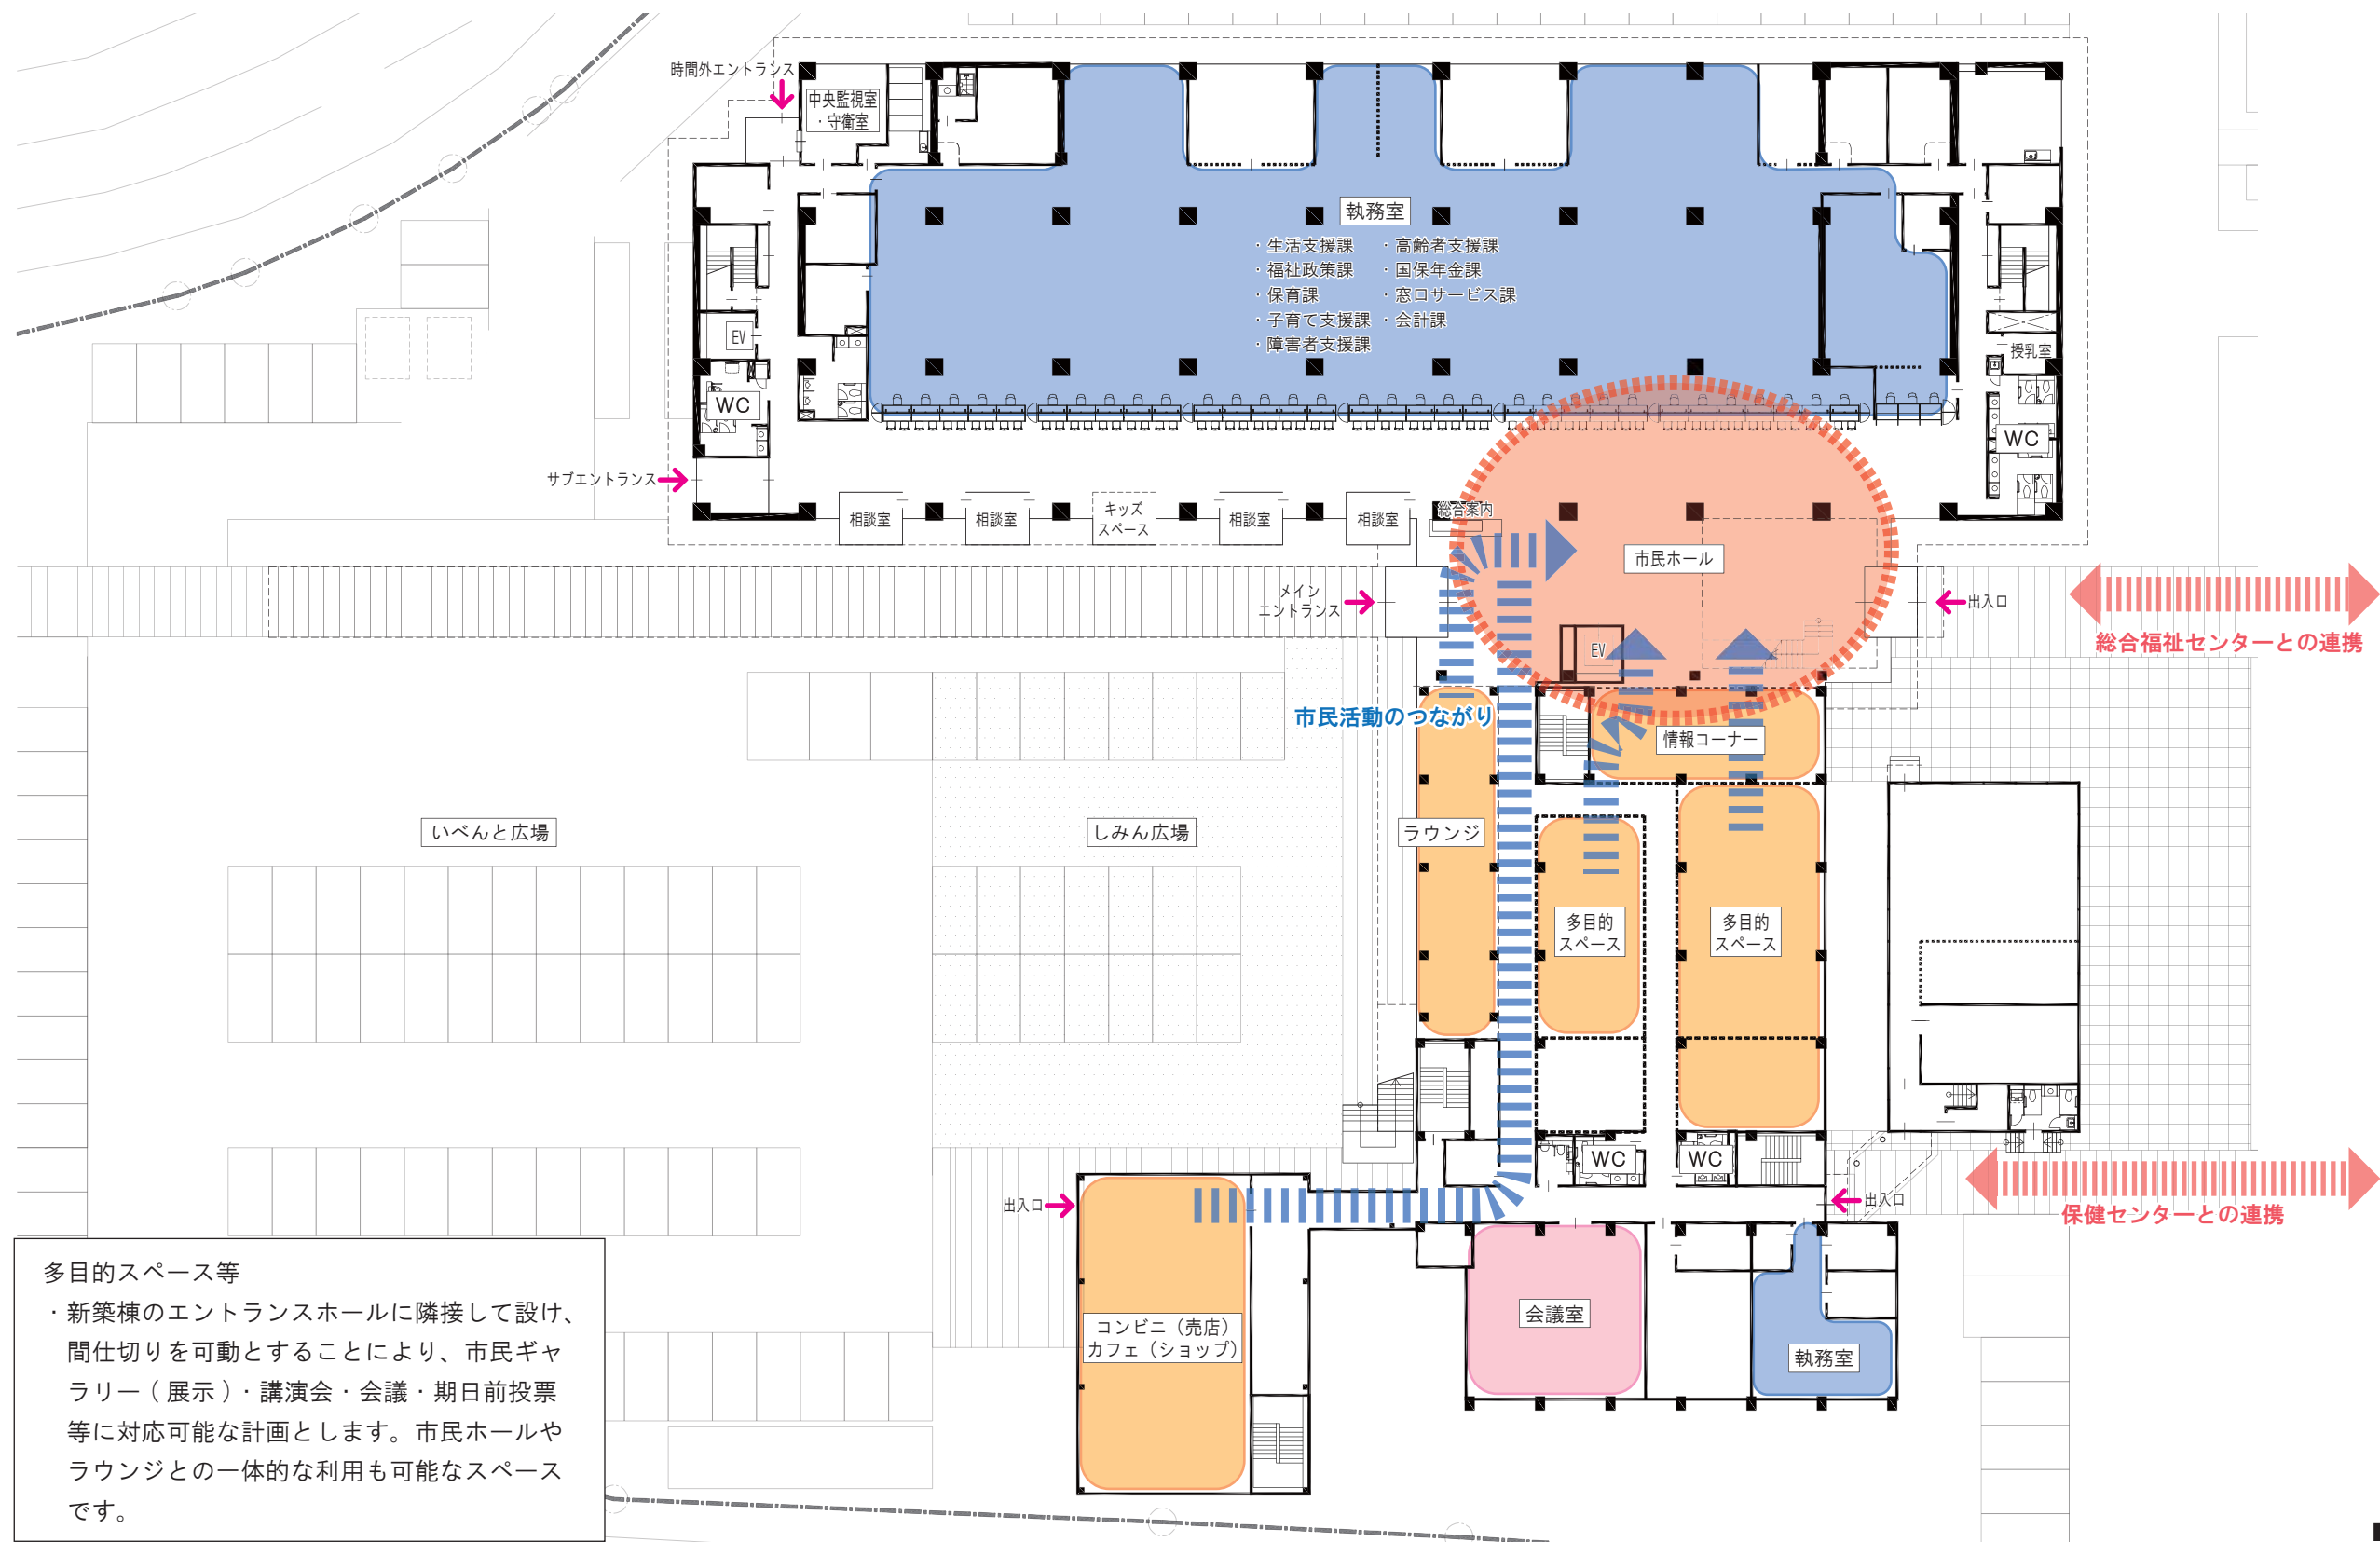 時間外エントランス
中央監視室
・守衛室
執務室
・生活支援課
・高齢者支援課
・福祉政策課
・国保年金課
・保育課
・窓口サービス課
・子育て支援課
・会計課
・障害者支援課
EV
授乳室
WC
WC
サブエントランス
相談室
相談室
キッズ
スペース
相談室
相談室
総合案内
市民ホール
メイン
エントランス
出入口
総合福祉センターとの連携
EV
市民活動のつながり
情報コーナー
いべんと広場
しみん広場
ラウンジ
多目的
スペース
多目的
スペース
WC
WC
出入口
出入口
保健センターとの連携
コンビニ（売店）
カフェ（ショップ）
会議室
執務室
多目的スペース等
・新築棟のエントランスホールに隣接して設け、
間仕切りを可動とすることにより、市民ギャ
ラリー（展示）・講演会・会議・期日前投票
等に対応可能な計画とします。市民ホールや
ラウンジとの一体的な利用も可能なスペース
です。